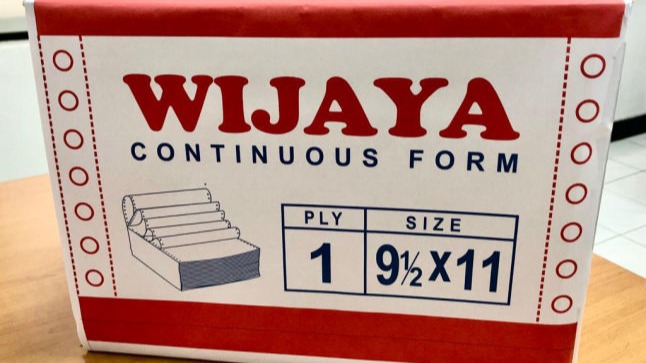 WIJAYA
CONTINUOUS FORM
PLY SIZE
1 9½X11